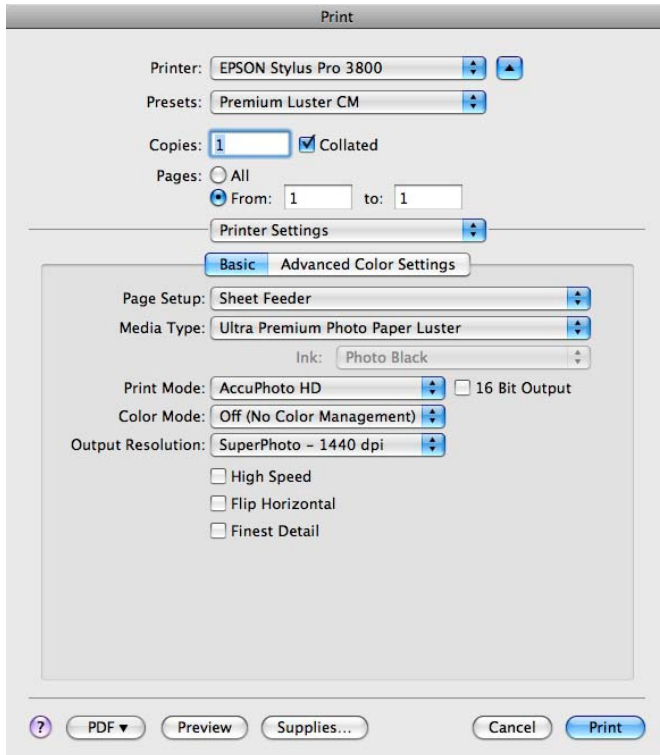 Print
Printer: EPSON Stylus Pro 3800
Presets: Premium Luster CM
Copies: 1 Collated
Pages: All
From: 1 to: 1
Printer Settings
Basic Advanced Color Settings
Page Setup: Sheet Feeder
Media Type: Ultra Premium Photo Paper Luster
Ink: Photo Black
Print Mode: AccuPhoto HD 16 Bit Output
Color Mode: Off (No Color Management)
Output Resolution: SuperPhoto – 1440 dpi
High Speed
Flip Horizontal
Finest Detail
? PDF ▾ Preview Supplies... Cancel Print